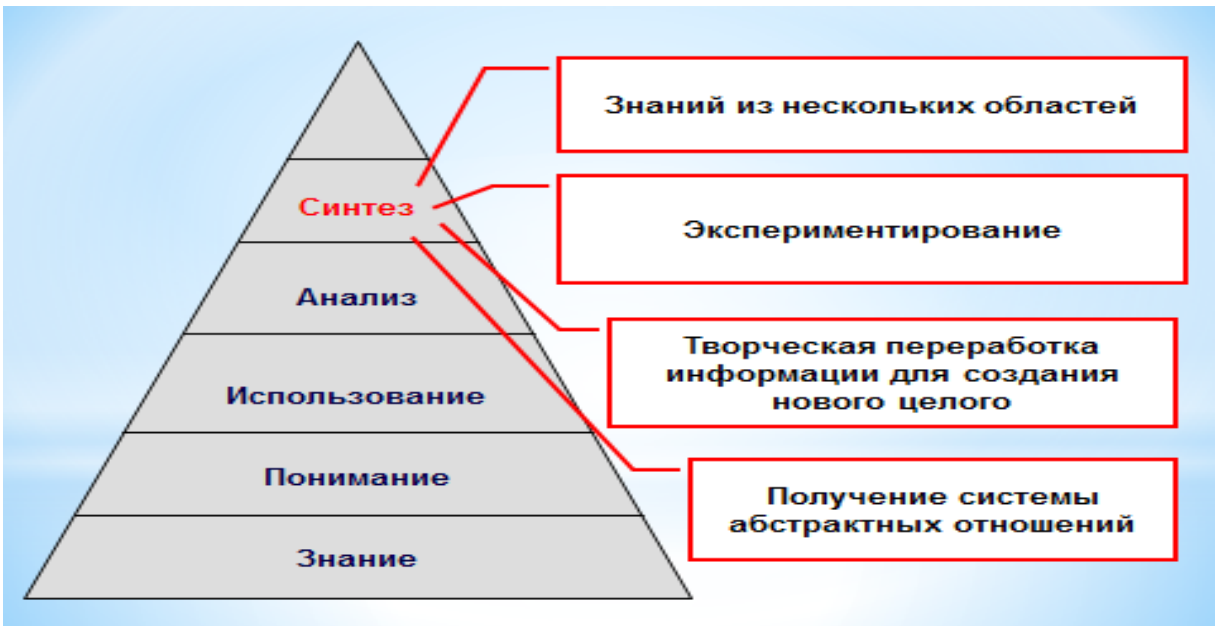 Знаний из нескольких областей
Синтез
Экспериментирование
Анализ
Творческая переработка
информации для создания
нового целого
Использование
Понимание
Получение системы
абстрактных отношений
Знание